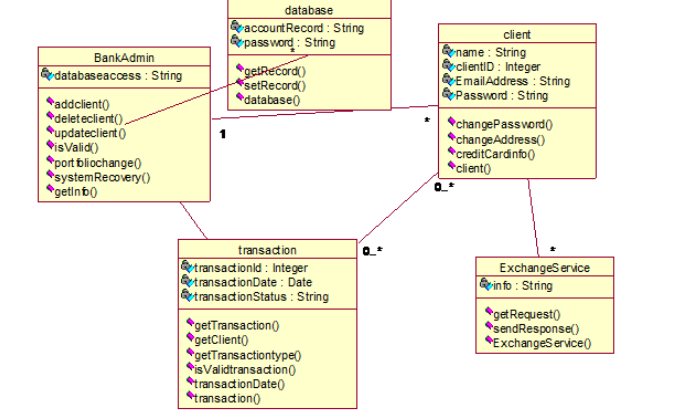 database
accountRecord : String
password : String
*
getRecord()
setRecord()
database()
BankAdmin
databaseaccess : String
addclient()
deleteclient()
updateclient()
isValid()
portfoliochange()
systemRecovery()
getInfo()
1
*
client
name : String
clientID : Integer
EmailAddress : String
Password : String
changePassword()
changeAddress()
creditCardinfo()
client()
0..*
0..*
*
transaction
transactionId : Integer
transactionDate : Date
transactionStatus : String
getTransaction()
getClient()
getTransactiontype()
isValidtransaction()
transactionDate()
transaction()
ExchangeService
info : String
getRequest()
sendResponse()
ExchangeService()